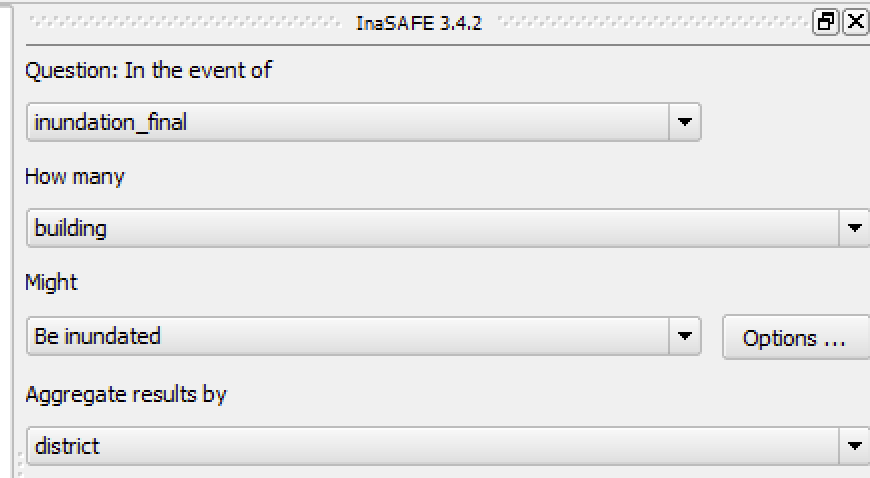 InaSAFE 3.4.2
Question: In the event of
inundation_final
How many
building
Might
Be inundated
Options ...
Aggregate results by
district